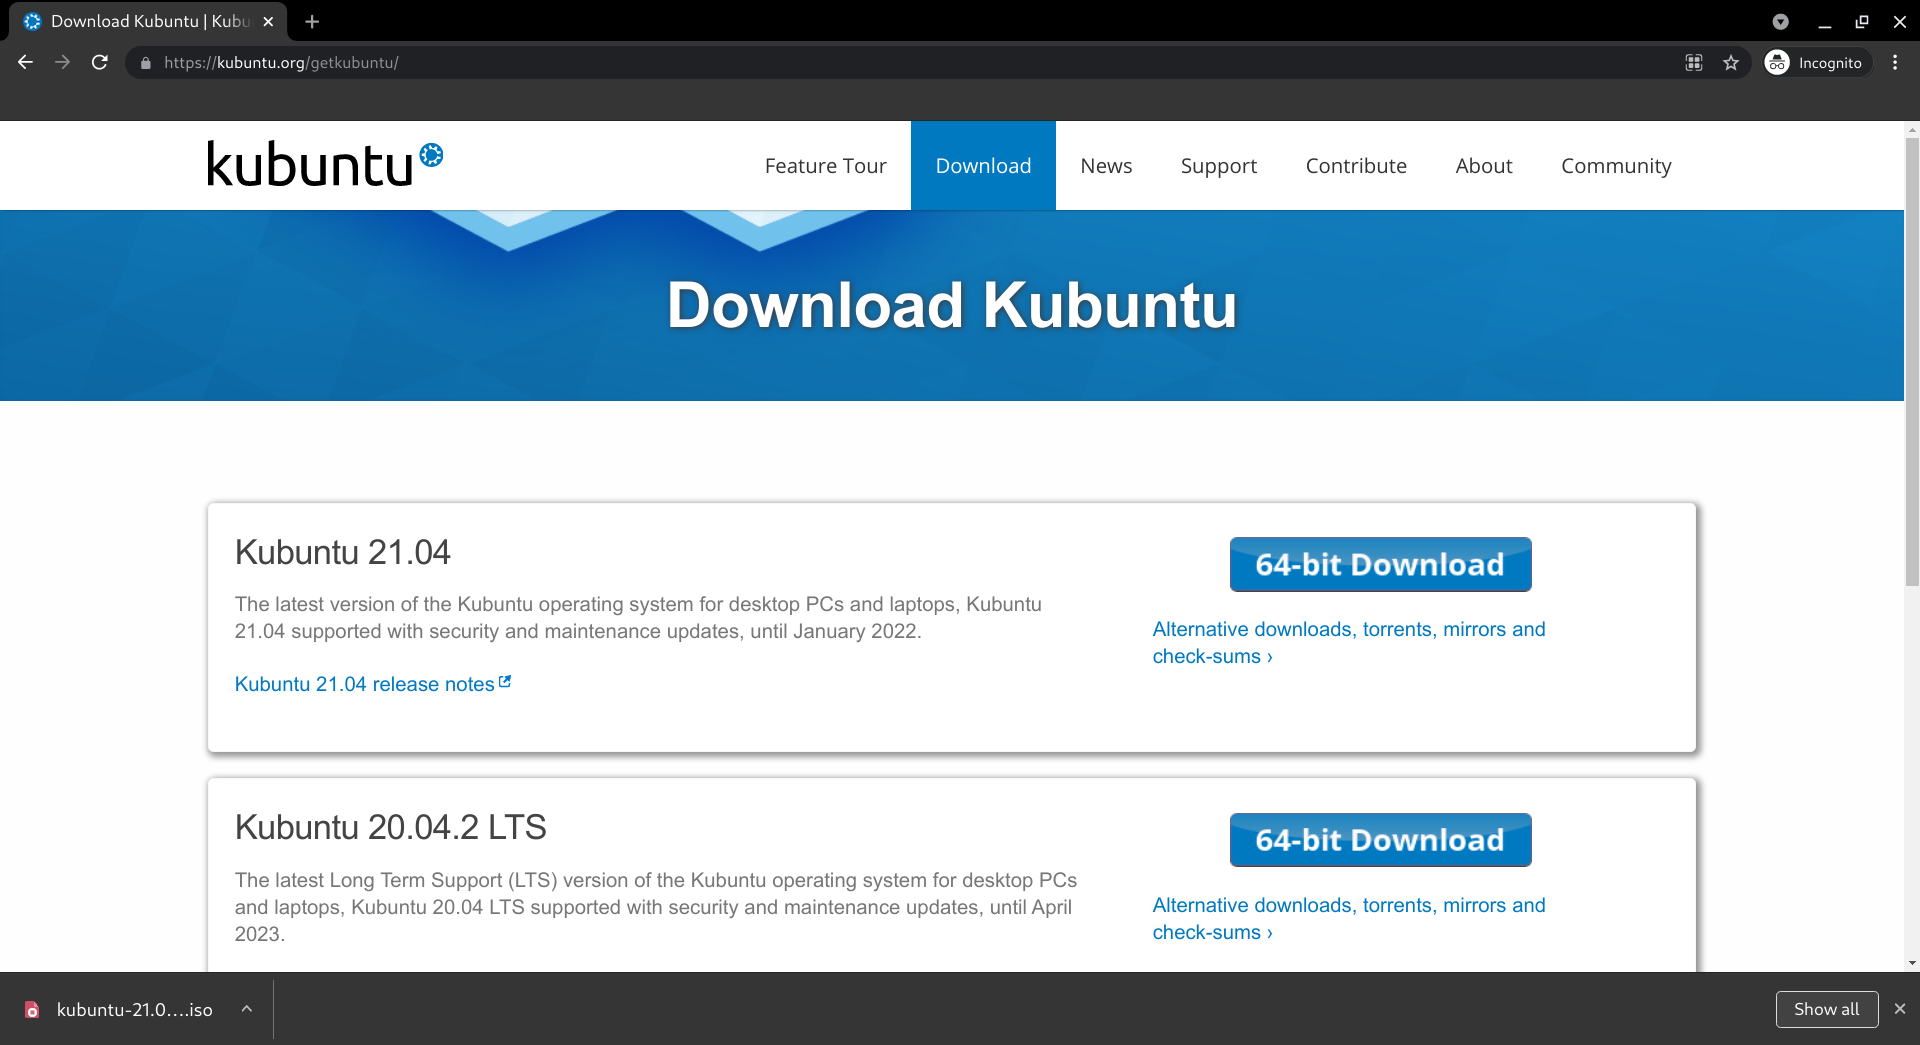 Download Kubuntu | Kubu
https://kubuntu.org/getkubuntu/
Incognito
kubuntu
Feature Tour
Download
News
Support
Contribute
About
Community
Download Kubuntu
Kubuntu 21.04
The latest version of the Kubuntu operating system for desktop PCs and laptops, Kubuntu
21.04 supported with security and maintenance updates, until January 2022.
Kubuntu 21.04 release notes
64-bit Download
Alternative downloads, torrents, mirrors and
check-sums ›
Kubuntu 20.04.2 LTS
The latest Long Term Support (LTS) version of the Kubuntu operating system for desktop PCs
and laptops, Kubuntu 20.04 LTS supported with security and maintenance updates, until April
2023.
64-bit Download
Alternative downloads, torrents, mirrors and
check-sums ›
kubuntu-21.0….iso
Show all